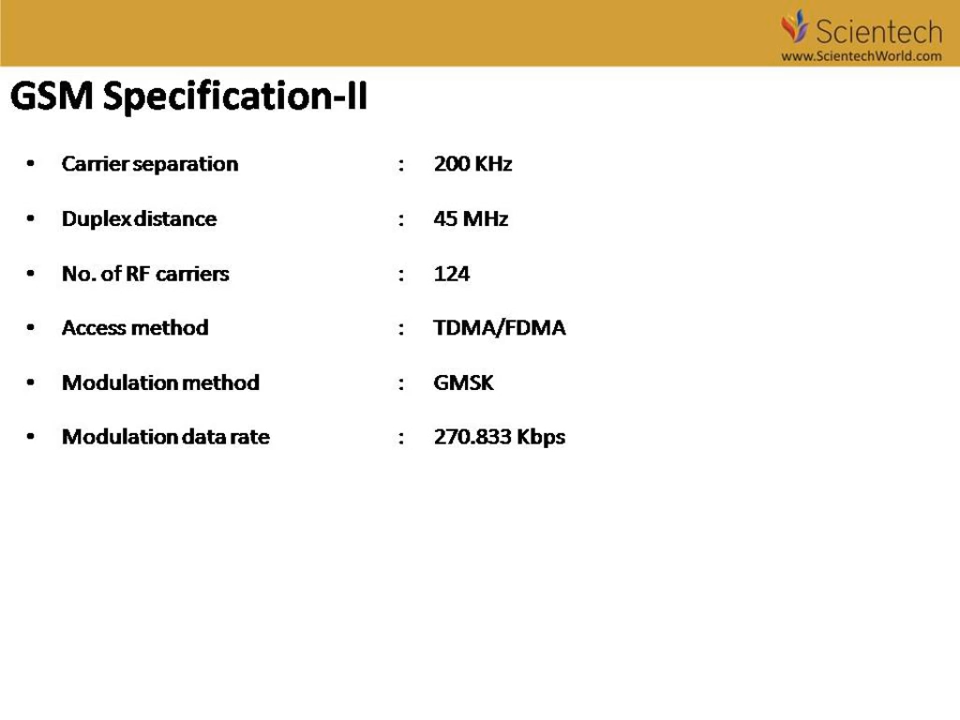 Scientech
www.ScientechWorld.com
GSM Specification-II
• Carrier separation : 200 KHz
• Duplex distance : 45 MHz
• No. of RF carriers : 124
• Access method : TDMA/FDMA
• Modulation method : GMSK
• Modulation data rate : 270.833 Kbps